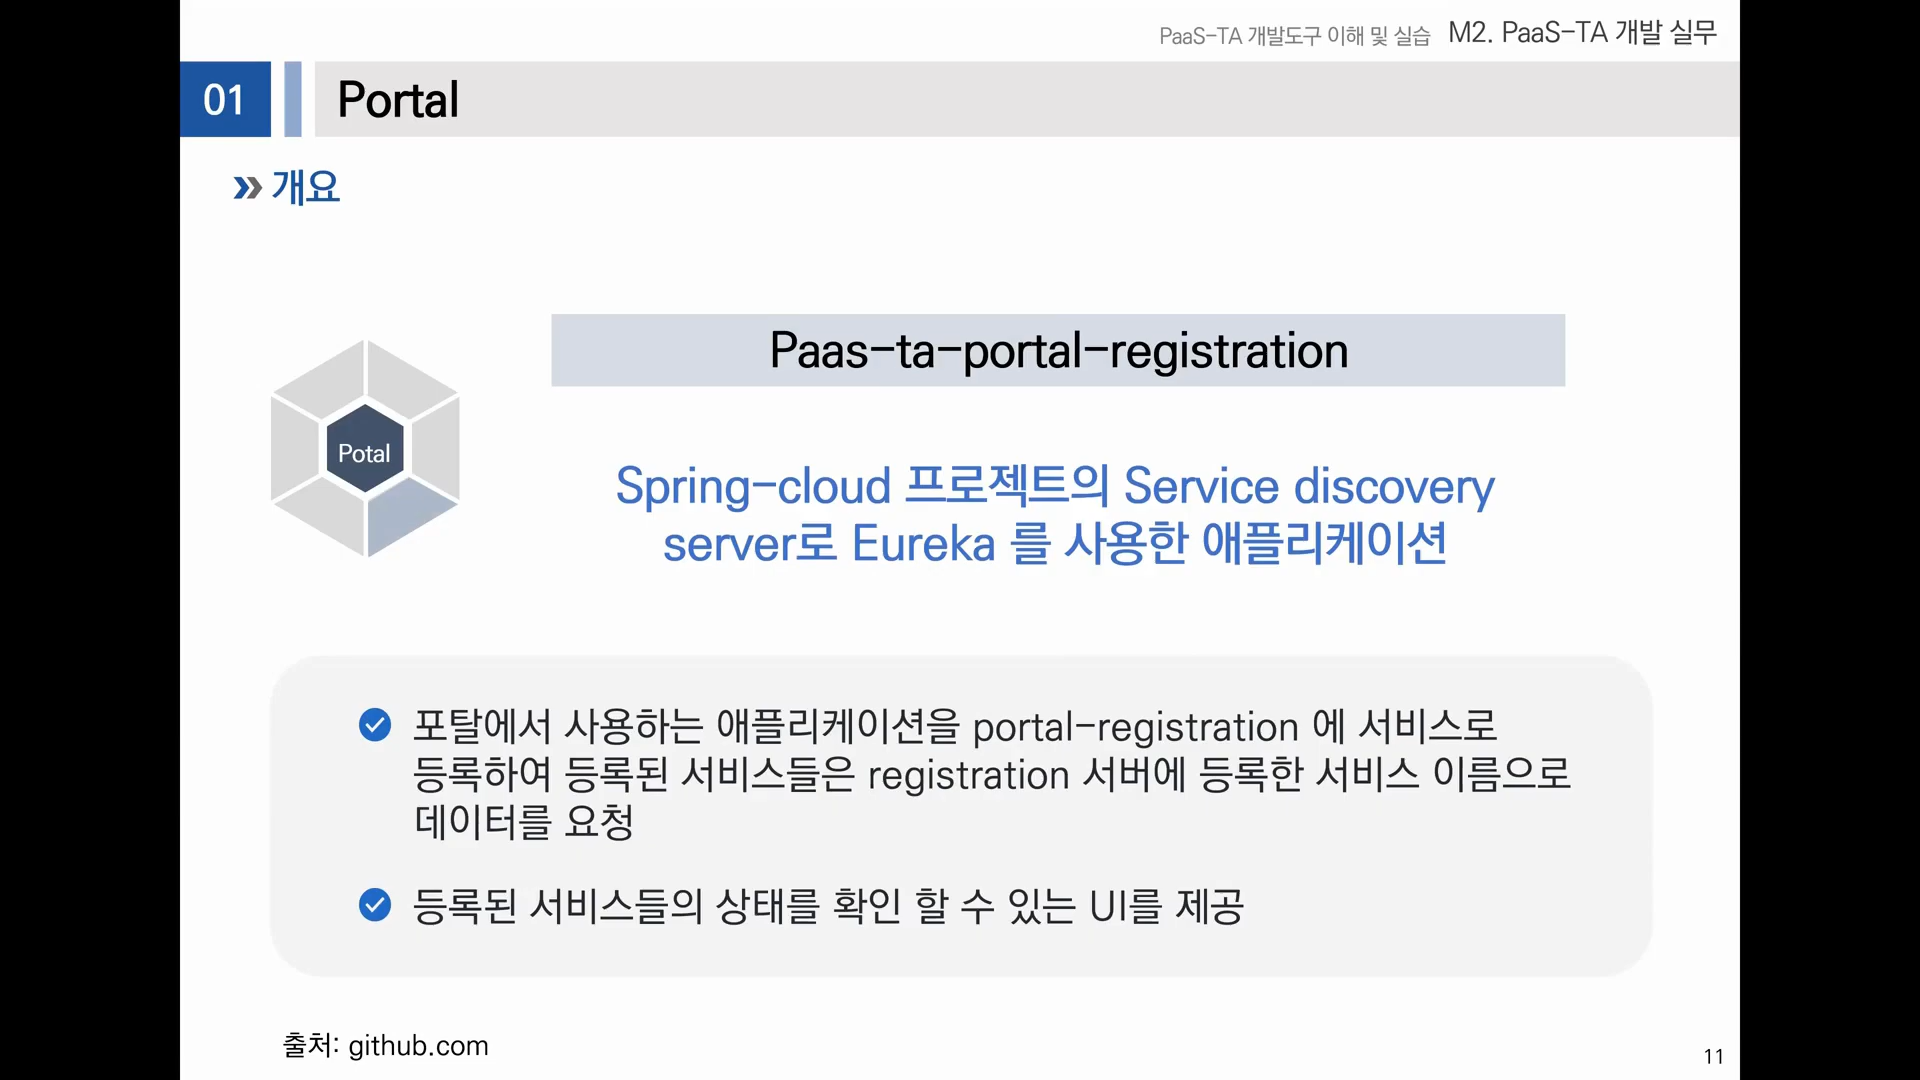 PaaS-TA 개발도구 이해 및 실습 M2. PaaS-TA 개발 실무
01 Portal
개요
Paas-ta-portal-registration
Potal
Spring-cloud 프로젝트의 Service discovery
server로 Eureka 를 사용한 애플리케이션
포탈에서 사용하는 애플리케이션을 portal-registration 에 서비스로
등록하여 등록된 서비스들은 registration 서버에 등록한 서비스 이름으로
데이터를 요청
등록된 서비스들의 상태를 확인 할 수 있는 UI를 제공
출처: github.com
11